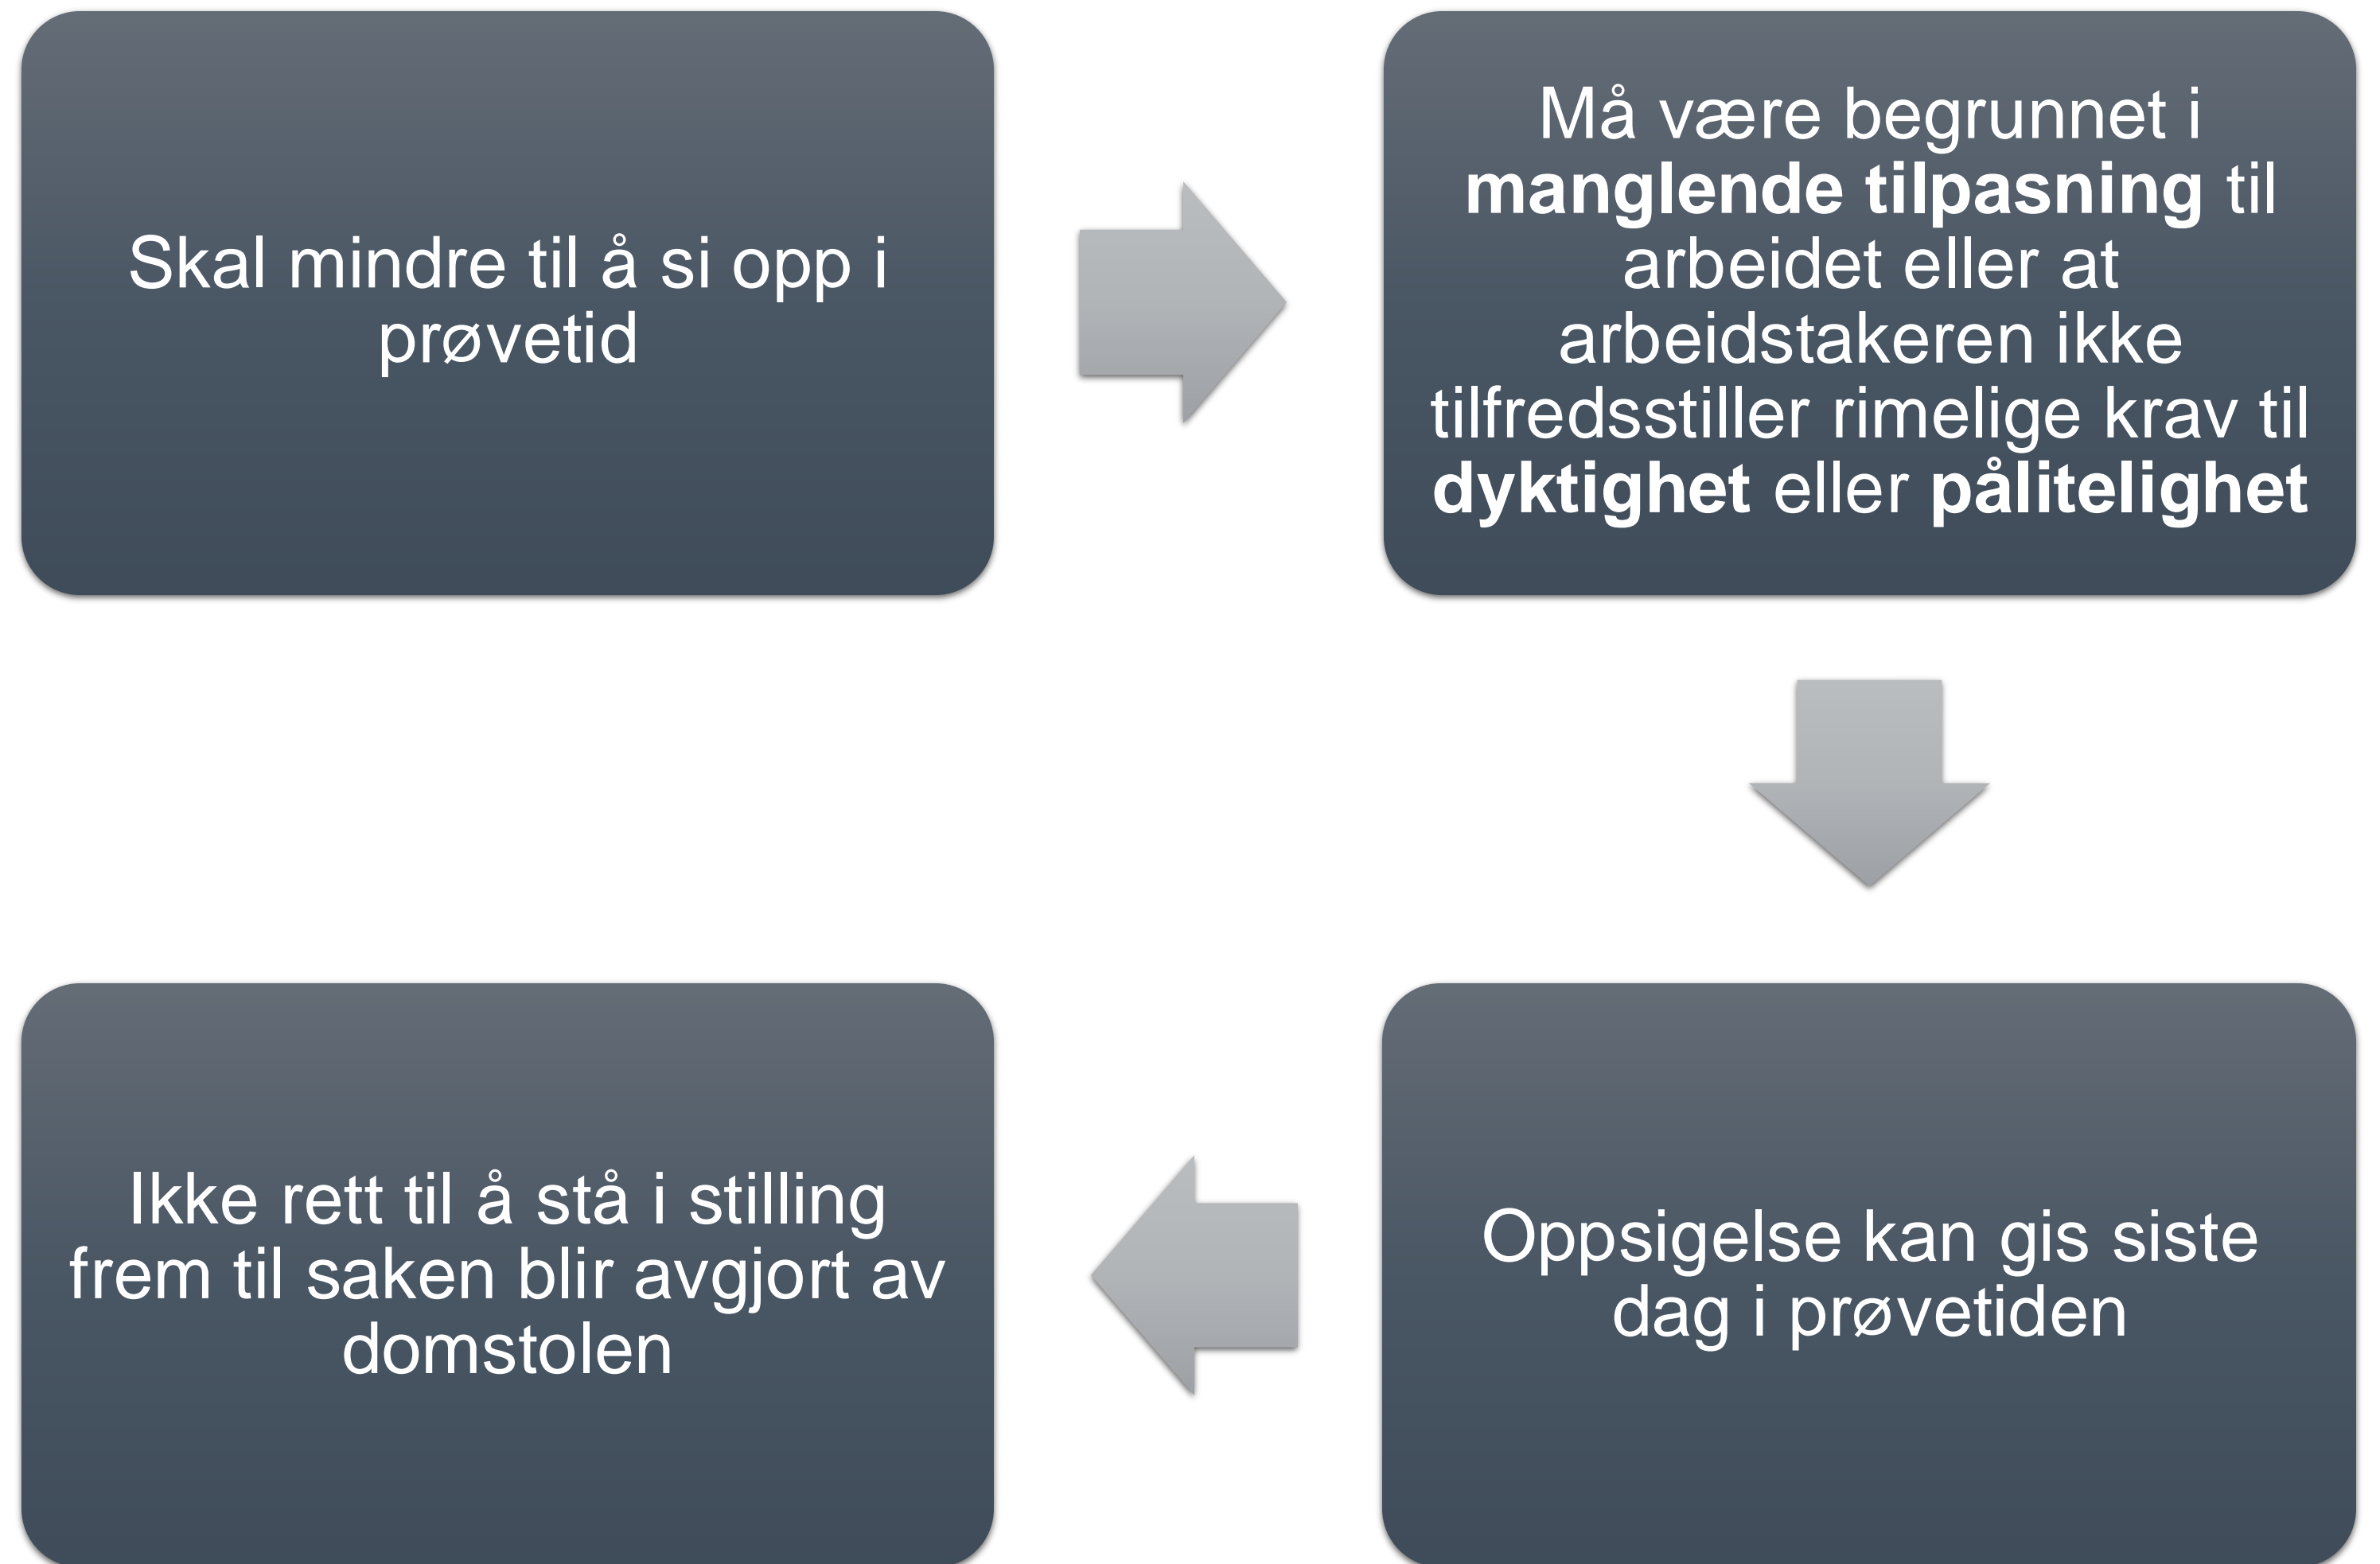 Skal mindre til å si opp i
prøvetid
Må være begrunnet i
manglende tilpasning til
arbeidet eller at
arbeidstakeren ikke
tilfredsstiller rimelige krav til
dyktighet eller pålitelighet
Oppsigelse kan gis siste
dag i prøvetiden
Ikke rett til å stå i stilling
frem til saken blir avgjort av
domstolen